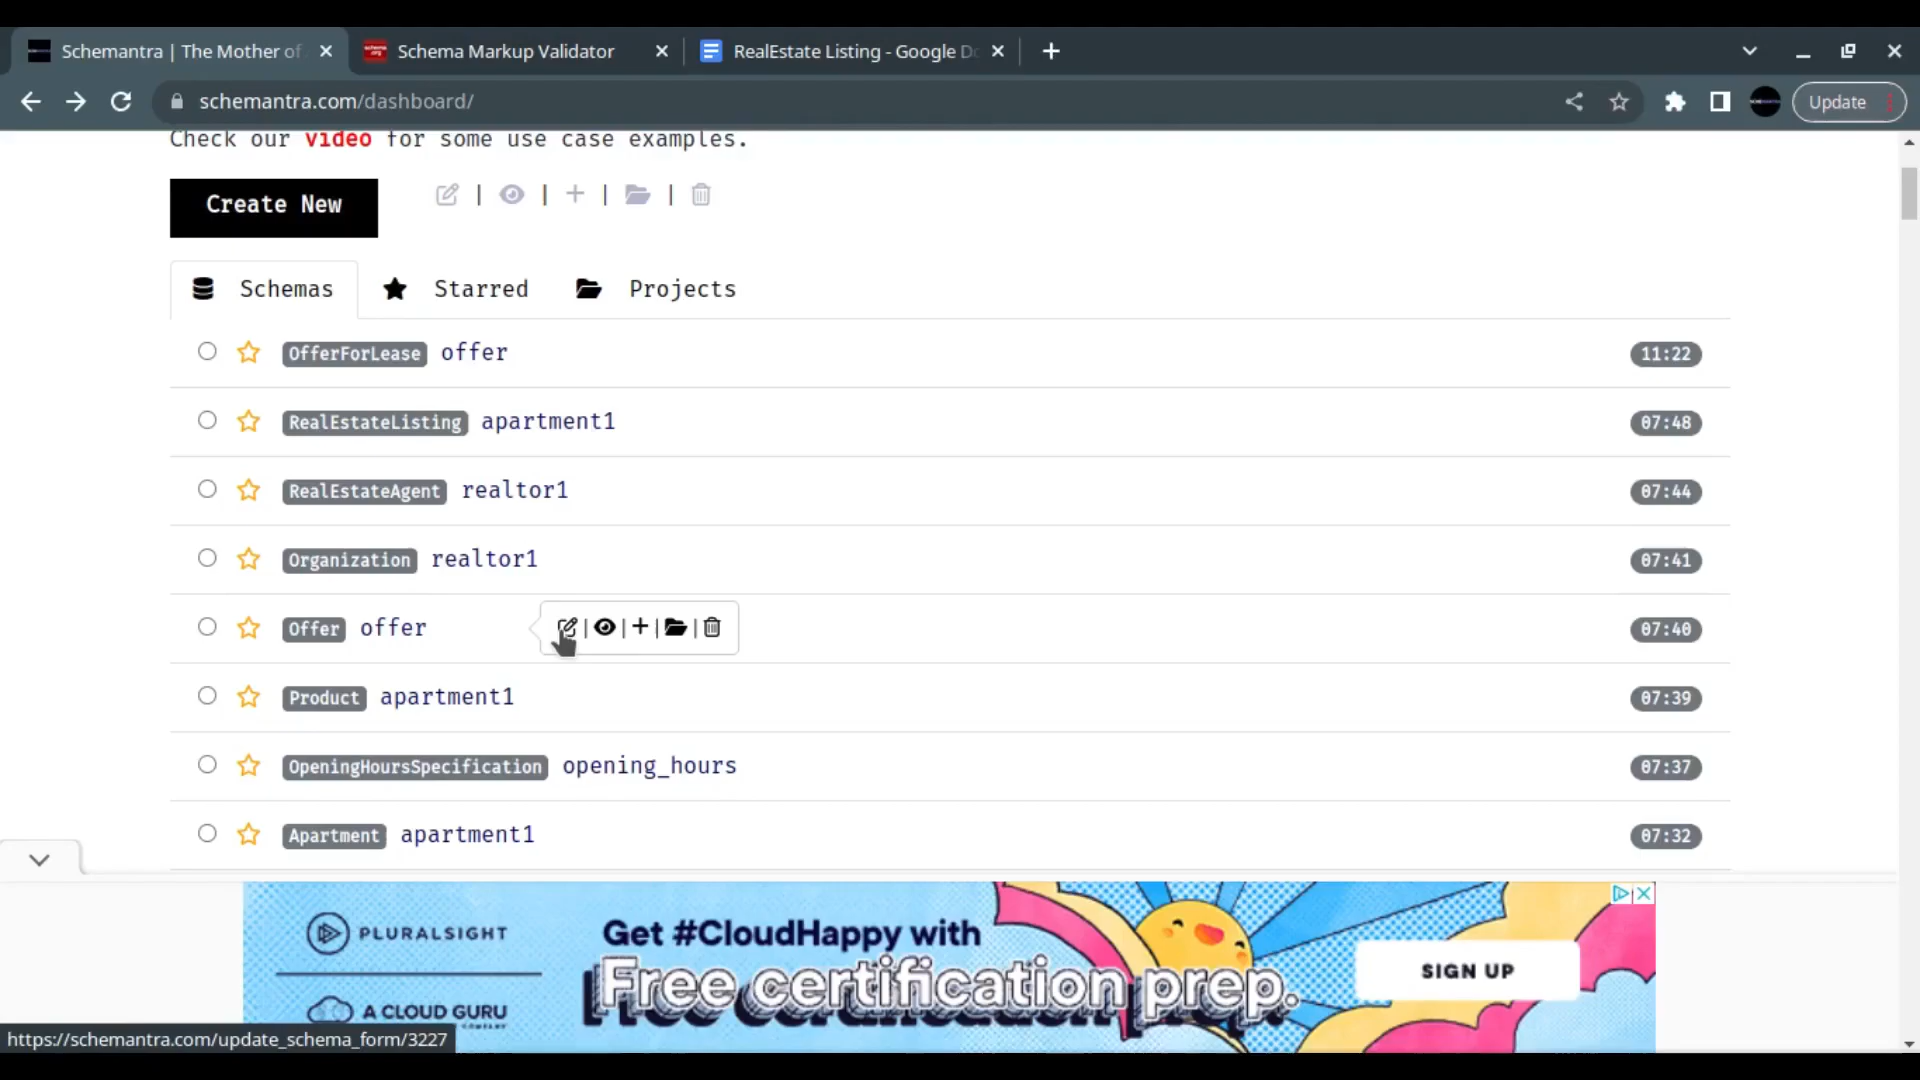 Schemantra | The Mother of
Schema Markup Validator
RealEstate Listing - Google Do
schemantra.com/dashboard/
Update
Check our video for some use case examples.
Create New
Schemas
Starred
Projects
OfferForLease offer 11:22
RealEstateListing apartment1 07:48
RealEstateAgent realtor1 07:44
Organization realtor1 07:41
Offer offer 07:40
Product apartment1 07:39
OpeningHoursSpecification opening_hours 07:37
Apartment apartment1 07:32
PLURALSIGHT
A CLOUD GURU
Get #CloudHappy with
Free certification prep.
SIGN UP
https://schemantra.com/update_schema_form/3227